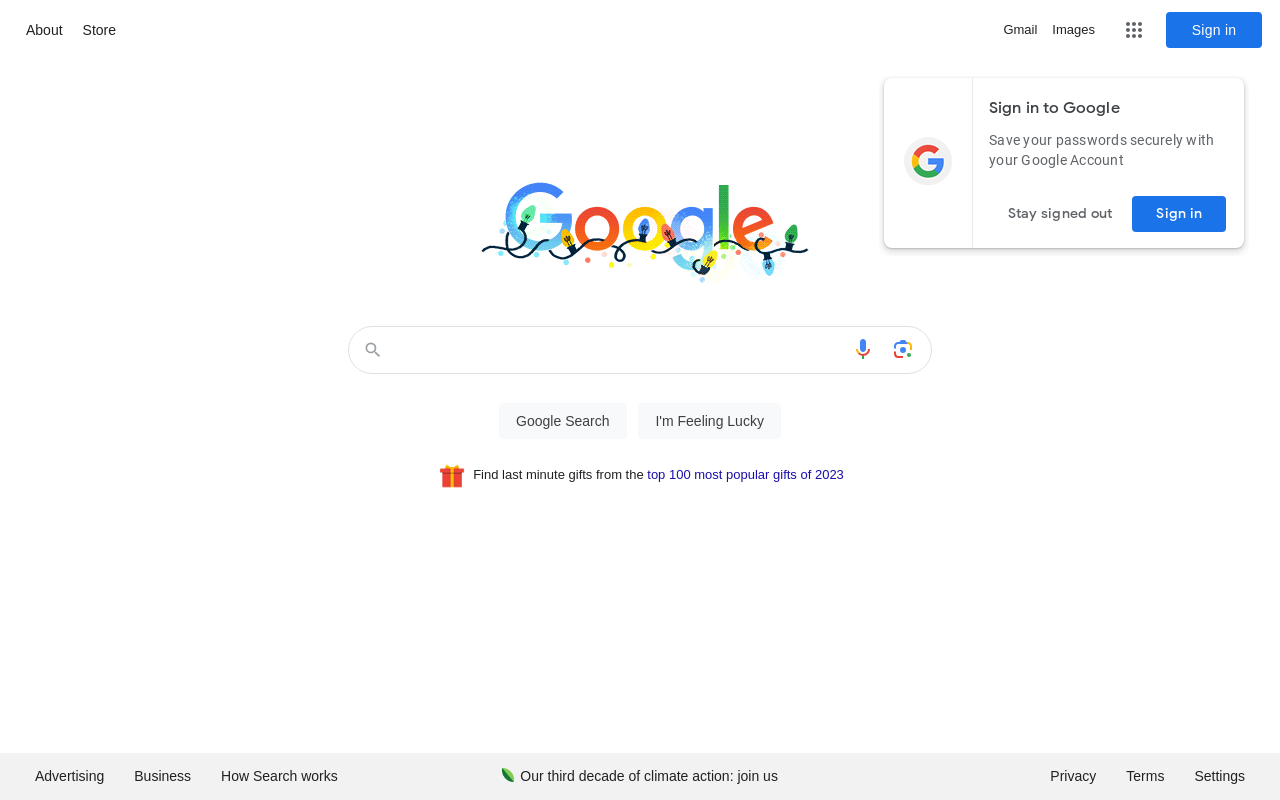 About Store
Gmail Images
Sign in
Sign in to Google
Save your passwords securely with
your Google Account
Stay signed out
Sign in
Google
Google Search
I'm Feeling Lucky
Find last minute gifts from the top 100 most popular gifts of 2023
Advertising Business How Search works
Our third decade of climate action: join us
Privacy Terms Settings